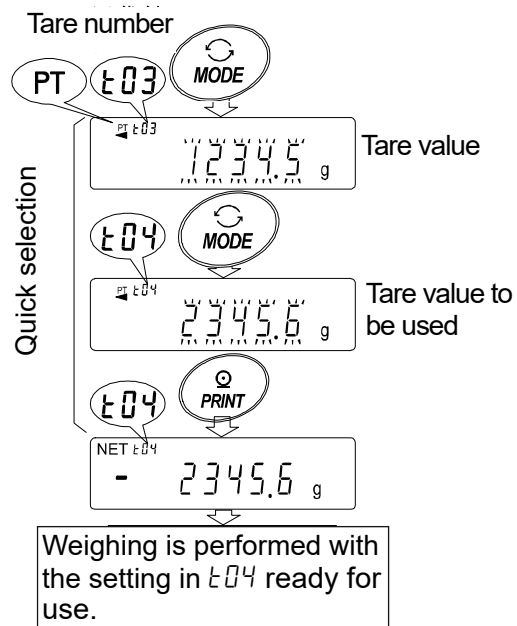 Tare number
PT
t03
MODE
PT t03
1234.5 g
Tare value
Quick selection
t04
MODE
PT t04
2345.6 g
Tare value to
be used
t04
PRINT
NET t04
- 2345.6 g
Weighing is performed with
the setting in t04 ready for
use.